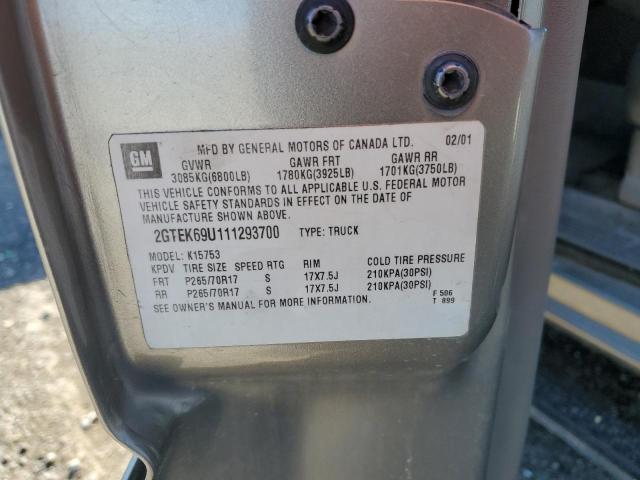 MFD BY GENERAL MOTORS OF CANADA LTD. 02/01
GM
GVWR GAWR FRT GAWR RR
3085KG(6800LB) 1780KG(3925LB) 1701KG(3750LB)
THIS VEHICLE CONFORMS TO ALL APPLICABLE U.S. FEDERAL MOTOR
VEHICLE SAFETY STANDARDS IN EFFECT ON THE DATE OF
MANUFACTURE SHOWN ABOVE.
2GTEK69U111293700 TYPE: TRUCK
MODEL: K15753
KPDV TIRE SIZE SPEED RTG RIM COLD TIRE PRESSURE
FRT P265/70R17 S 17X7.5J 210KPA(30PSI)
RR P265/70R17 S 17X7.5J 210KPA(30PSI)
SEE OWNER'S MANUAL FOR MORE INFORMATION.
F 506
T 899